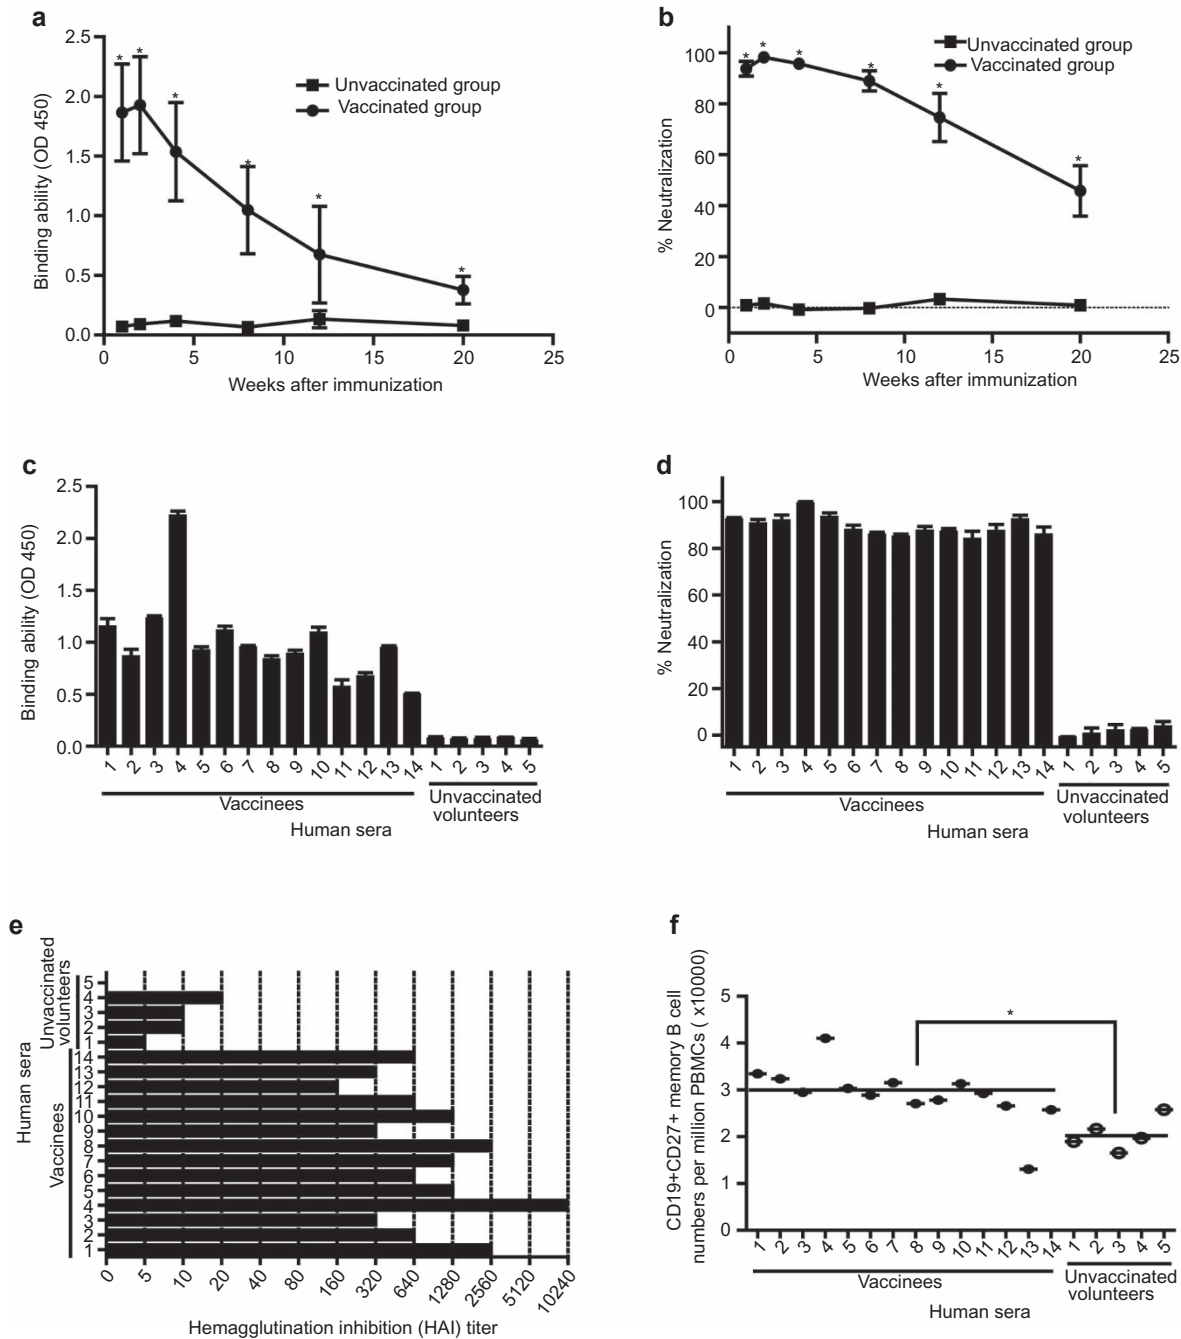 a
2.5
2.0
1.5
1.0
0.5
0.0
Binding ability (OD 450)
* * * * * *
Unvaccinated group
Vaccinated group
0 5 10 15 20 25
Weeks after immunization
b
100
80
60
40
20
0
% Neutralization
* * * * * *
Unvaccinated group
Vaccinated group
0 5 10 15 20 25
Weeks after immunization
c
2.5
2.0
1.5
1.0
0.5
0.0
Binding ability (OD 450)
1 2 3 4 5 6 7 8 9 10 11 12 13 14 1 2 3 4 5
Vaccinees
Unvaccinated
volunteers
Human sera
d
100
80
60
40
20
0
% Neutralization
1 2 3 4 5 6 7 8 9 10 11 12 13 14 1 2 3 4 5
Vaccinees
Unvaccinated
volunteers
Human sera
e
Human sera
Unvaccinated
volunteers
Vaccinees
5
4
3
2
1
14
13
12
11
10
9
8
7
6
5
4
3
2
1
0 5 10 20 40 80 160 320 640 1280 2560 5120 10240
Hemagglutination inhibition (HAI) titer
f
CD19+CD27+ memory B cell
numbers per million PBMCs ( x10000)
5
4
3
2
1
0
*
1 2 3 4 5 6 7 8 9 10 11 12 13 14 1 2 3 4 5
Vaccinees
Unvaccinated
volunteers
Human sera